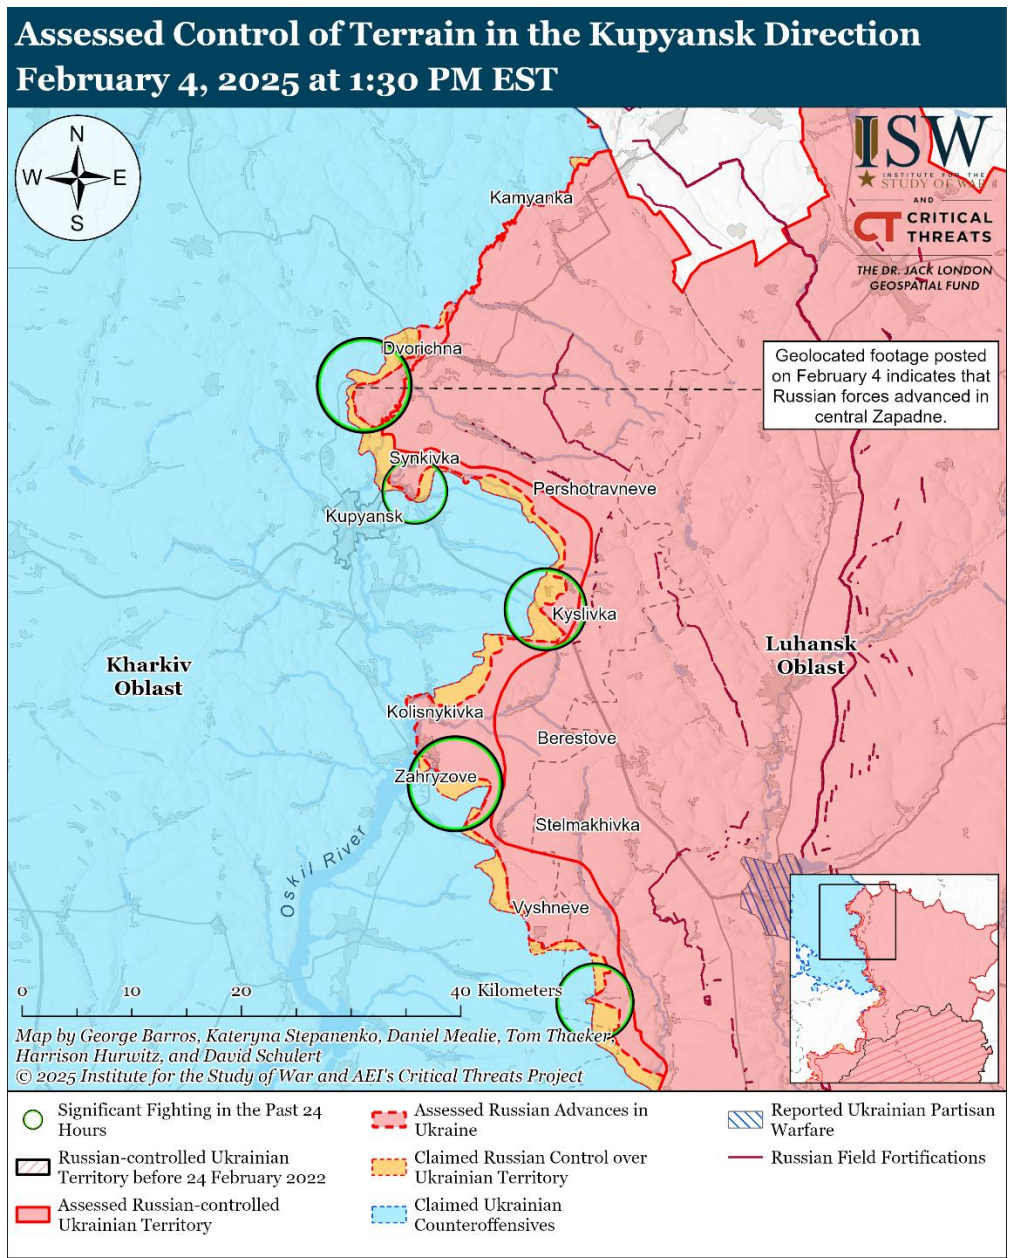 Assessed Control of Terrain in the Kupyansk Direction
February 4, 2025 at 1:30 PM EST
N
W E
S
ISW
INSTITUTE FOR THE
STUDY OF WAR
AND
CT CRITICAL
THREATS
THE DR. JACK LONDON
GEOSPATIAL FUND
Kamyanka
Dvorichna
Geolocated footage posted
on February 4 indicates that
Russian forces advanced in
central Zapadne.
Synkivka
Pershotravneve
Kupyansk
Kyslivka
Kharkiv
Oblast
Luhansk
Oblast
Kolisnykivka
Berestove
Zahryzove
Stelmakhivka
Oskil River
Vyshneve
0 10 20 40 Kilometers
Map by George Barros, Kateryna Stepanenko, Daniel Mealie, Tom Thacker,
Harrison Hurwitz, and David Schulert
© 2025 Institute for the Study of War and AEI's Critical Threats Project
Significant Fighting in the Past 24
Hours
Russian-controlled Ukrainian
Territory before 24 February 2022
Assessed Russian-controlled
Ukrainian Territory
Assessed Russian Advances in
Ukraine
Claimed Russian Control over
Ukrainian Territory
Claimed Ukrainian
Counteroffensives
Reported Ukrainian Partisan
Warfare
Russian Field Fortifications